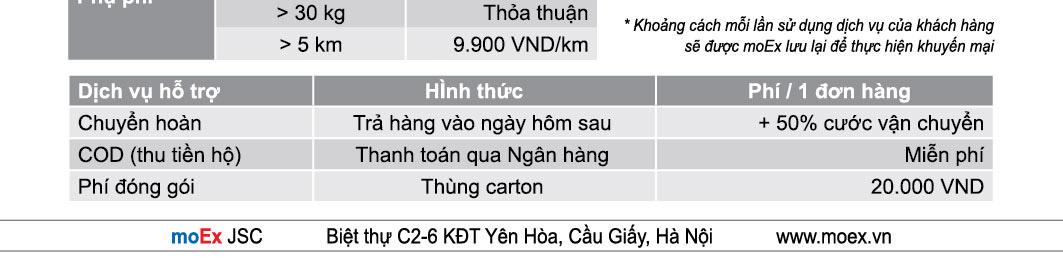 Phụ phí
> 30 kg Thỏa thuận
> 5 km 9.900 VND/km
* Khoảng cách mỗi lần sử dụng dịch vụ của khách hàng
sẽ được moEx lưu lại để thực hiện khuyến mại
Dịch vụ hỗ trợ HÌnh thức Phí / 1 đơn hàng
Chuyển hoàn Trả hàng vào ngày hôm sau + 50% cước vận chuyển
COD (thu tiền hộ) Thanh toán qua Ngân hàng Miễn phí
Phí đóng gói Thùng carton 20.000 VND
moEx JSC Biệt thự C2-6 KĐT Yên Hòa, Cầu Giấy, Hà Nội www.moex.vn